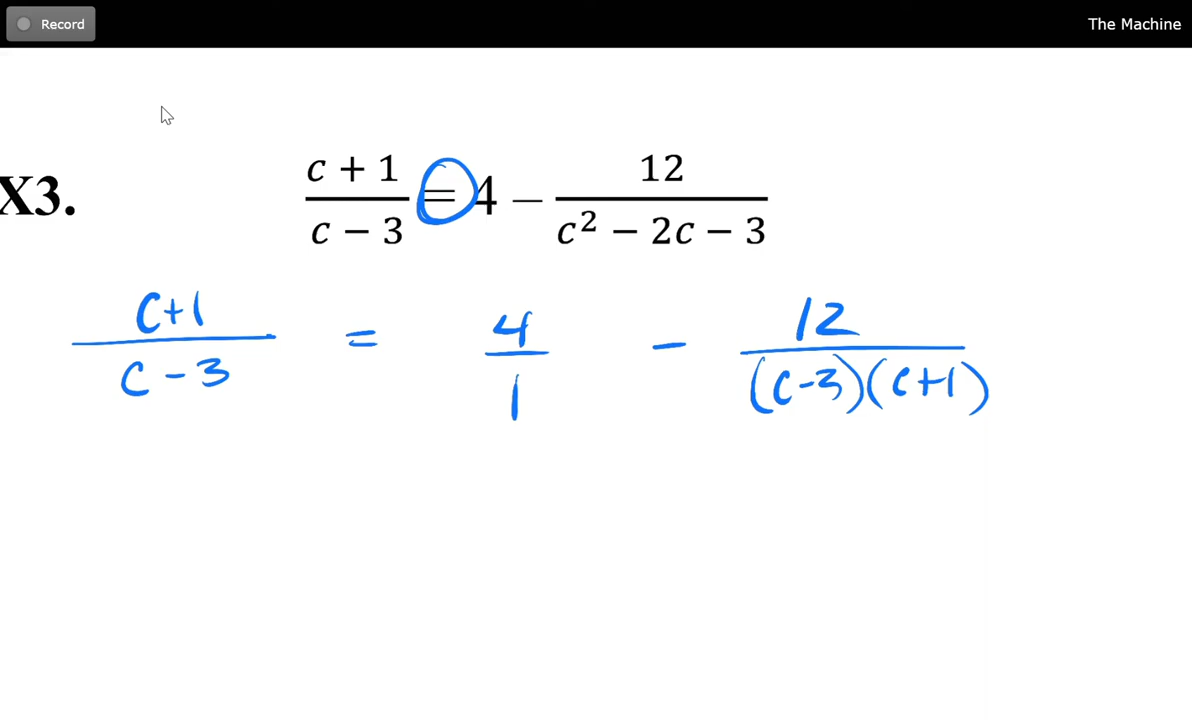 Record
The Machine
X3. (c + 1)/(c − 3) = 4 − 12/(c² − 2c − 3)
(c+1)/(c-3) = 4/1 - 12/((c-3)(c+1))